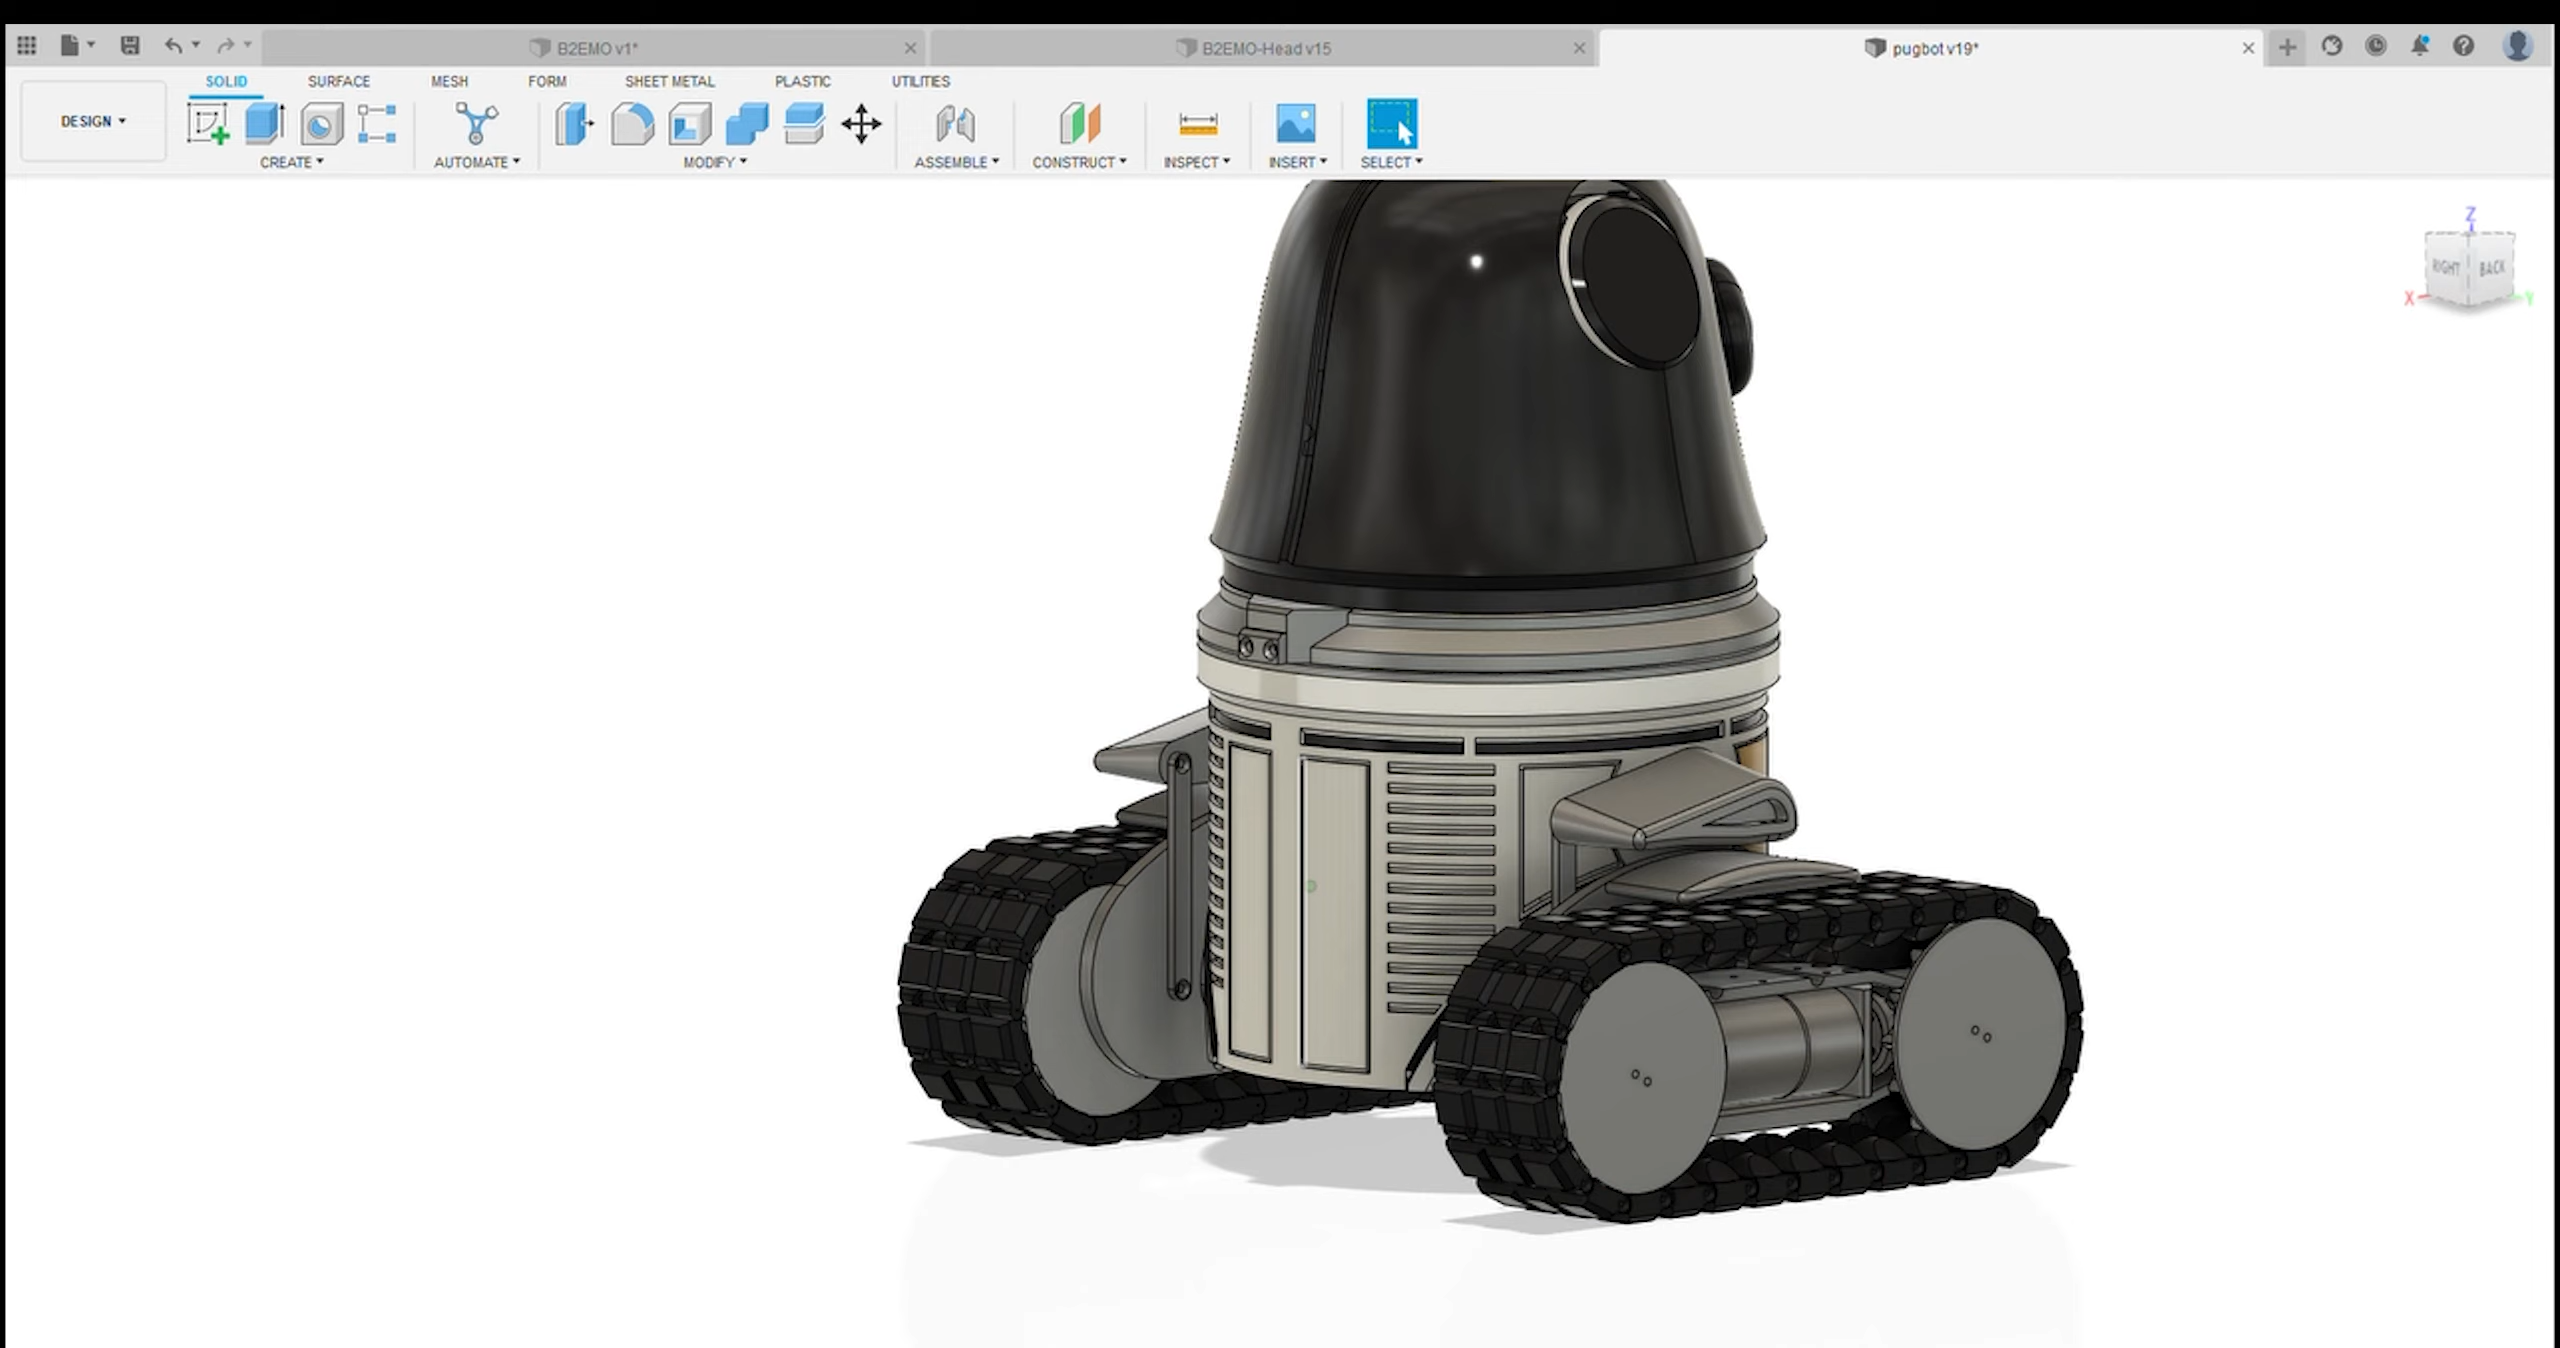 B2EMO v1*
B2EMO-Head v15
pugbot v19*
SOLID SURFACE MESH FORM SHEET METAL PLASTIC UTILITIES
DESIGN
CREATE AUTOMATE MODIFY ASSEMBLE CONSTRUCT INSPECT INSERT SELECT
Z
RIGHT BACK
X Y